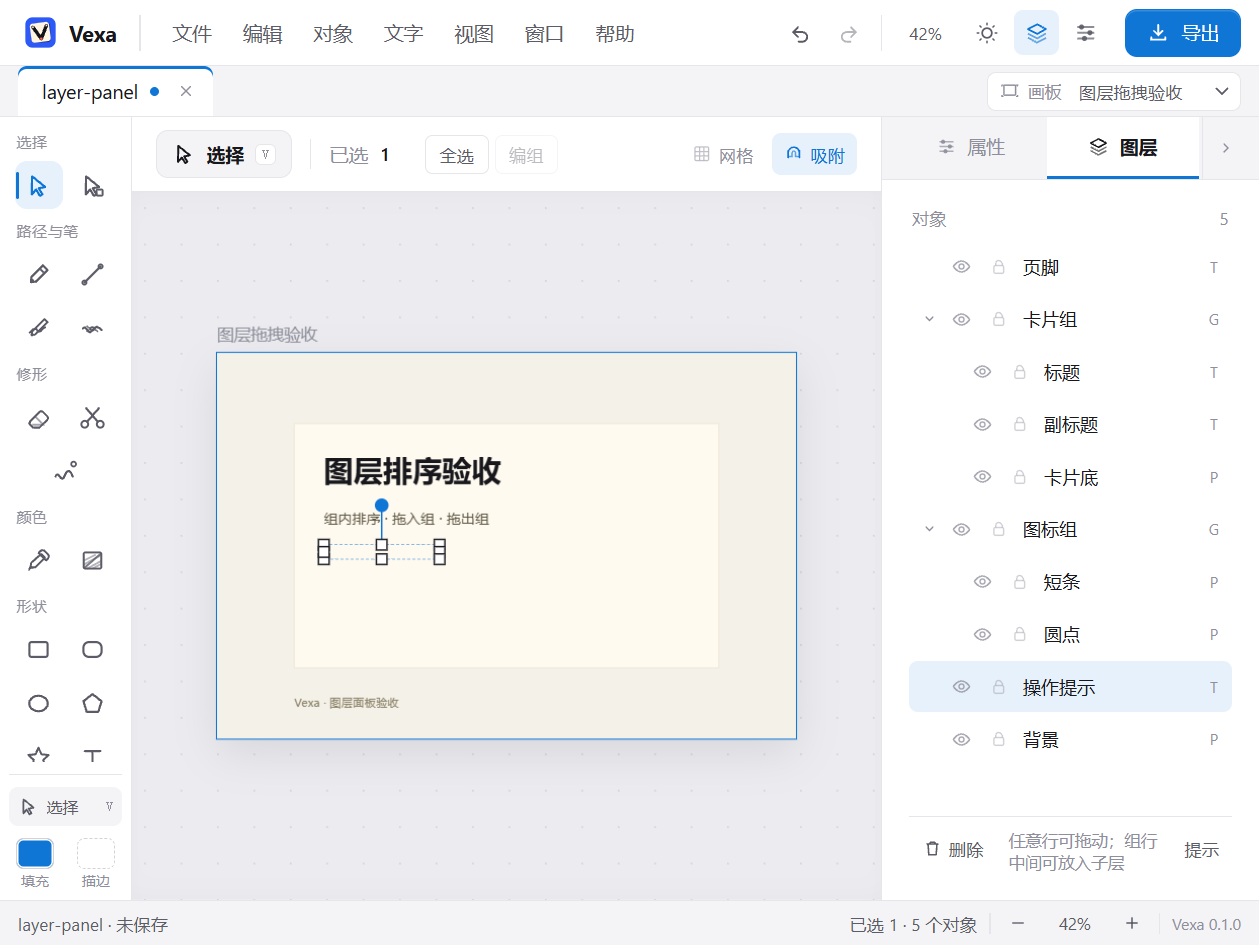 Vexa 文件 编辑 对象 文字 视图 窗口 帮助 42% 导出
layer-panel 画板 图层拖拽验收
选择
选择 V 已选 1 全选 编组 网格 吸附
属性 图层
路径与笔
修形
颜色
形状
选择 V
填充 描边
图层拖拽验收
图层排序验收
组内排序 · 拖入组 · 拖出组
Vexa · 图层面板验收
对象 5
页脚 T
卡片组 G
标题 T
副标题 T
卡片底 P
图标组 G
短条 P
圆点 P
操作提示 T
背景 P
删除 任意行可拖动；组行
中间可放入子层 提示
layer-panel · 未保存 已选 1 · 5 个对象 42% Vexa 0.1.0